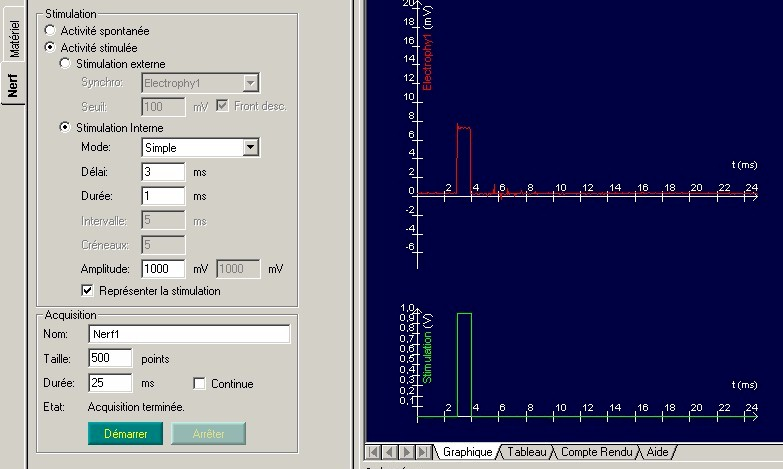 Matériel
Nerf
Stimulation
Activité spontanée
Activité stimulée
Stimulation externe
Synchro: Electrophy1
Seuil: 100 mV Front desc.
Stimulation Interne
Mode: Simple
Délai: 3 ms
Durée: 1 ms
Intervalle: 5 ms
Créneaux: 5
Amplitude: 1000 mV 1000 mV
Représenter la stimulation
Acquisition
Nom: Nerf1
Taille: 500 points
Durée: 25 ms Continue
Etat: Acquisition terminée.
Démarrer Arrêter
Electrophy1 (mV)
20
18
16
14
12
10
8
6
4
2
0
-2
-4
-6
t (ms)
2 4 6 8 10 12 14 16 18 20 22 24
Stimulation (V)
1,0
0,9
0,8
0,7
0,6
0,5
0,4
0,3
0,2
0,1
t (ms)
2 4 6 8 10 12 14 16 18 20 22 24
Graphique Tableau Compte Rendu Aide